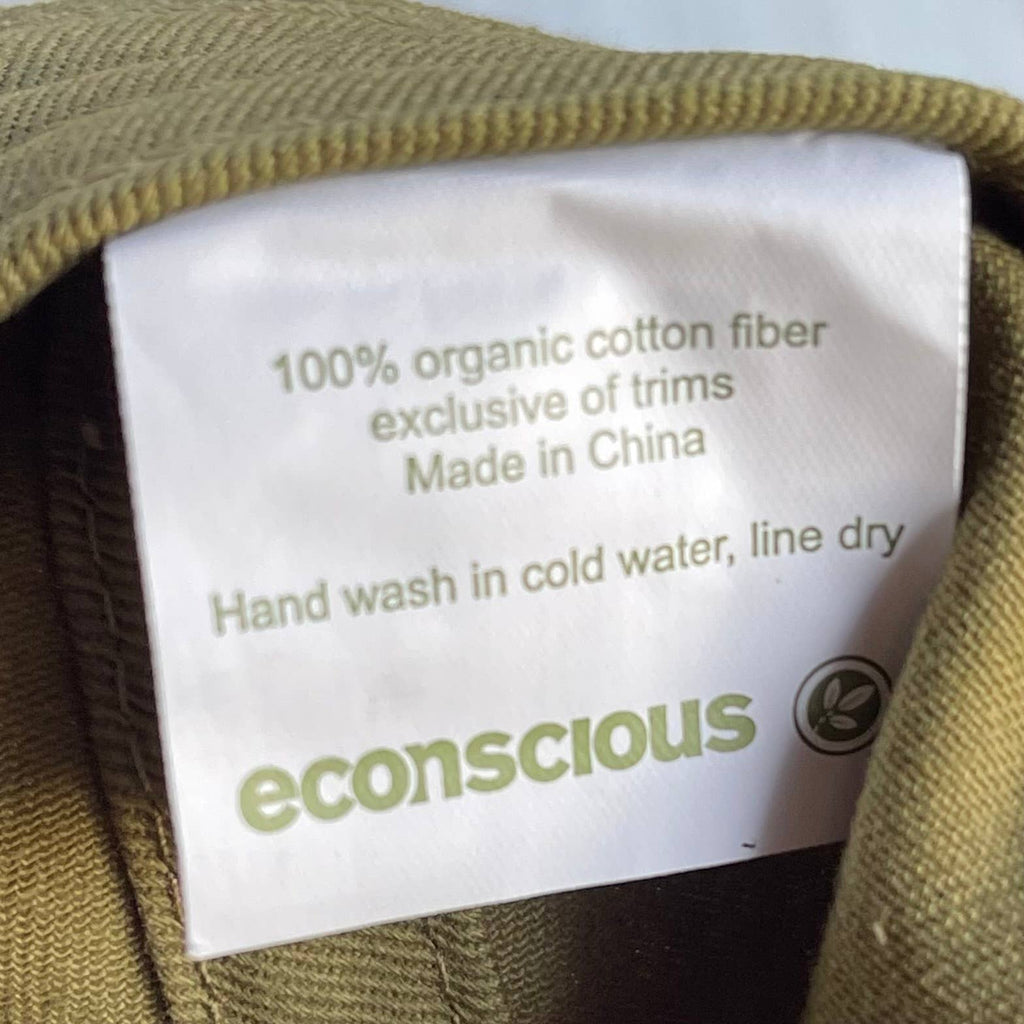 100% organic cotton fiber
exclusive of trims
Made in China
Hand wash in cold water, line dry
econscious